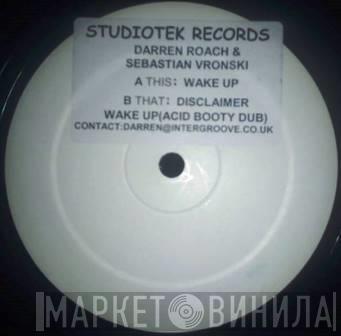 STUDIOTEK RECORDS
DARREN ROACH &
SEBASTIAN VRONSKI
A THIS: WAKE UP
B THAT: DISCLAIMER
WAKE UP(ACID BOOTY DUB)
CONTACT:DARREN@INTERGROOVE.CO.UK
МАРКЕТ ВИНИЛА